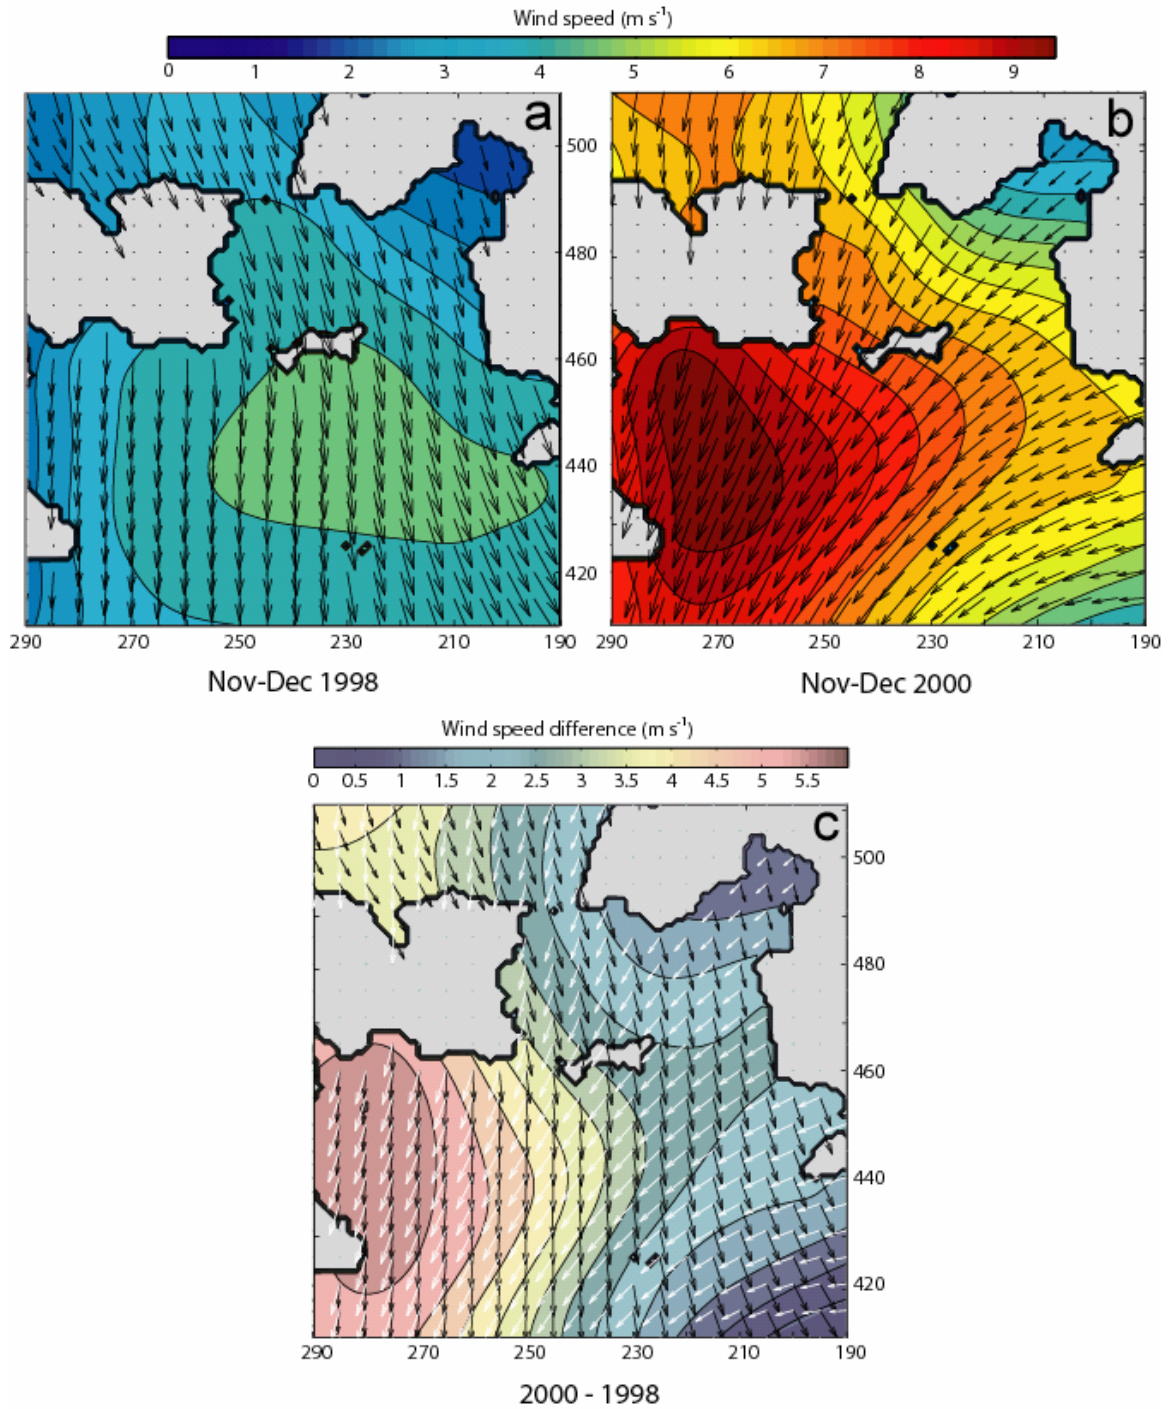 Wind speed (m s⁻¹)
0 1 2 3 4 5 6 7 8 9
a b
500
480
460
440
420
290 270 250 230 210 190 290 270 250 230 210 190
Nov-Dec 1998 Nov-Dec 2000
Wind speed difference (m s⁻¹)
0 0.5 1 1.5 2 2.5 3 3.5 4 4.5 5 5.5
c
500
480
460
440
420
290 270 250 230 210 190
2000 - 1998